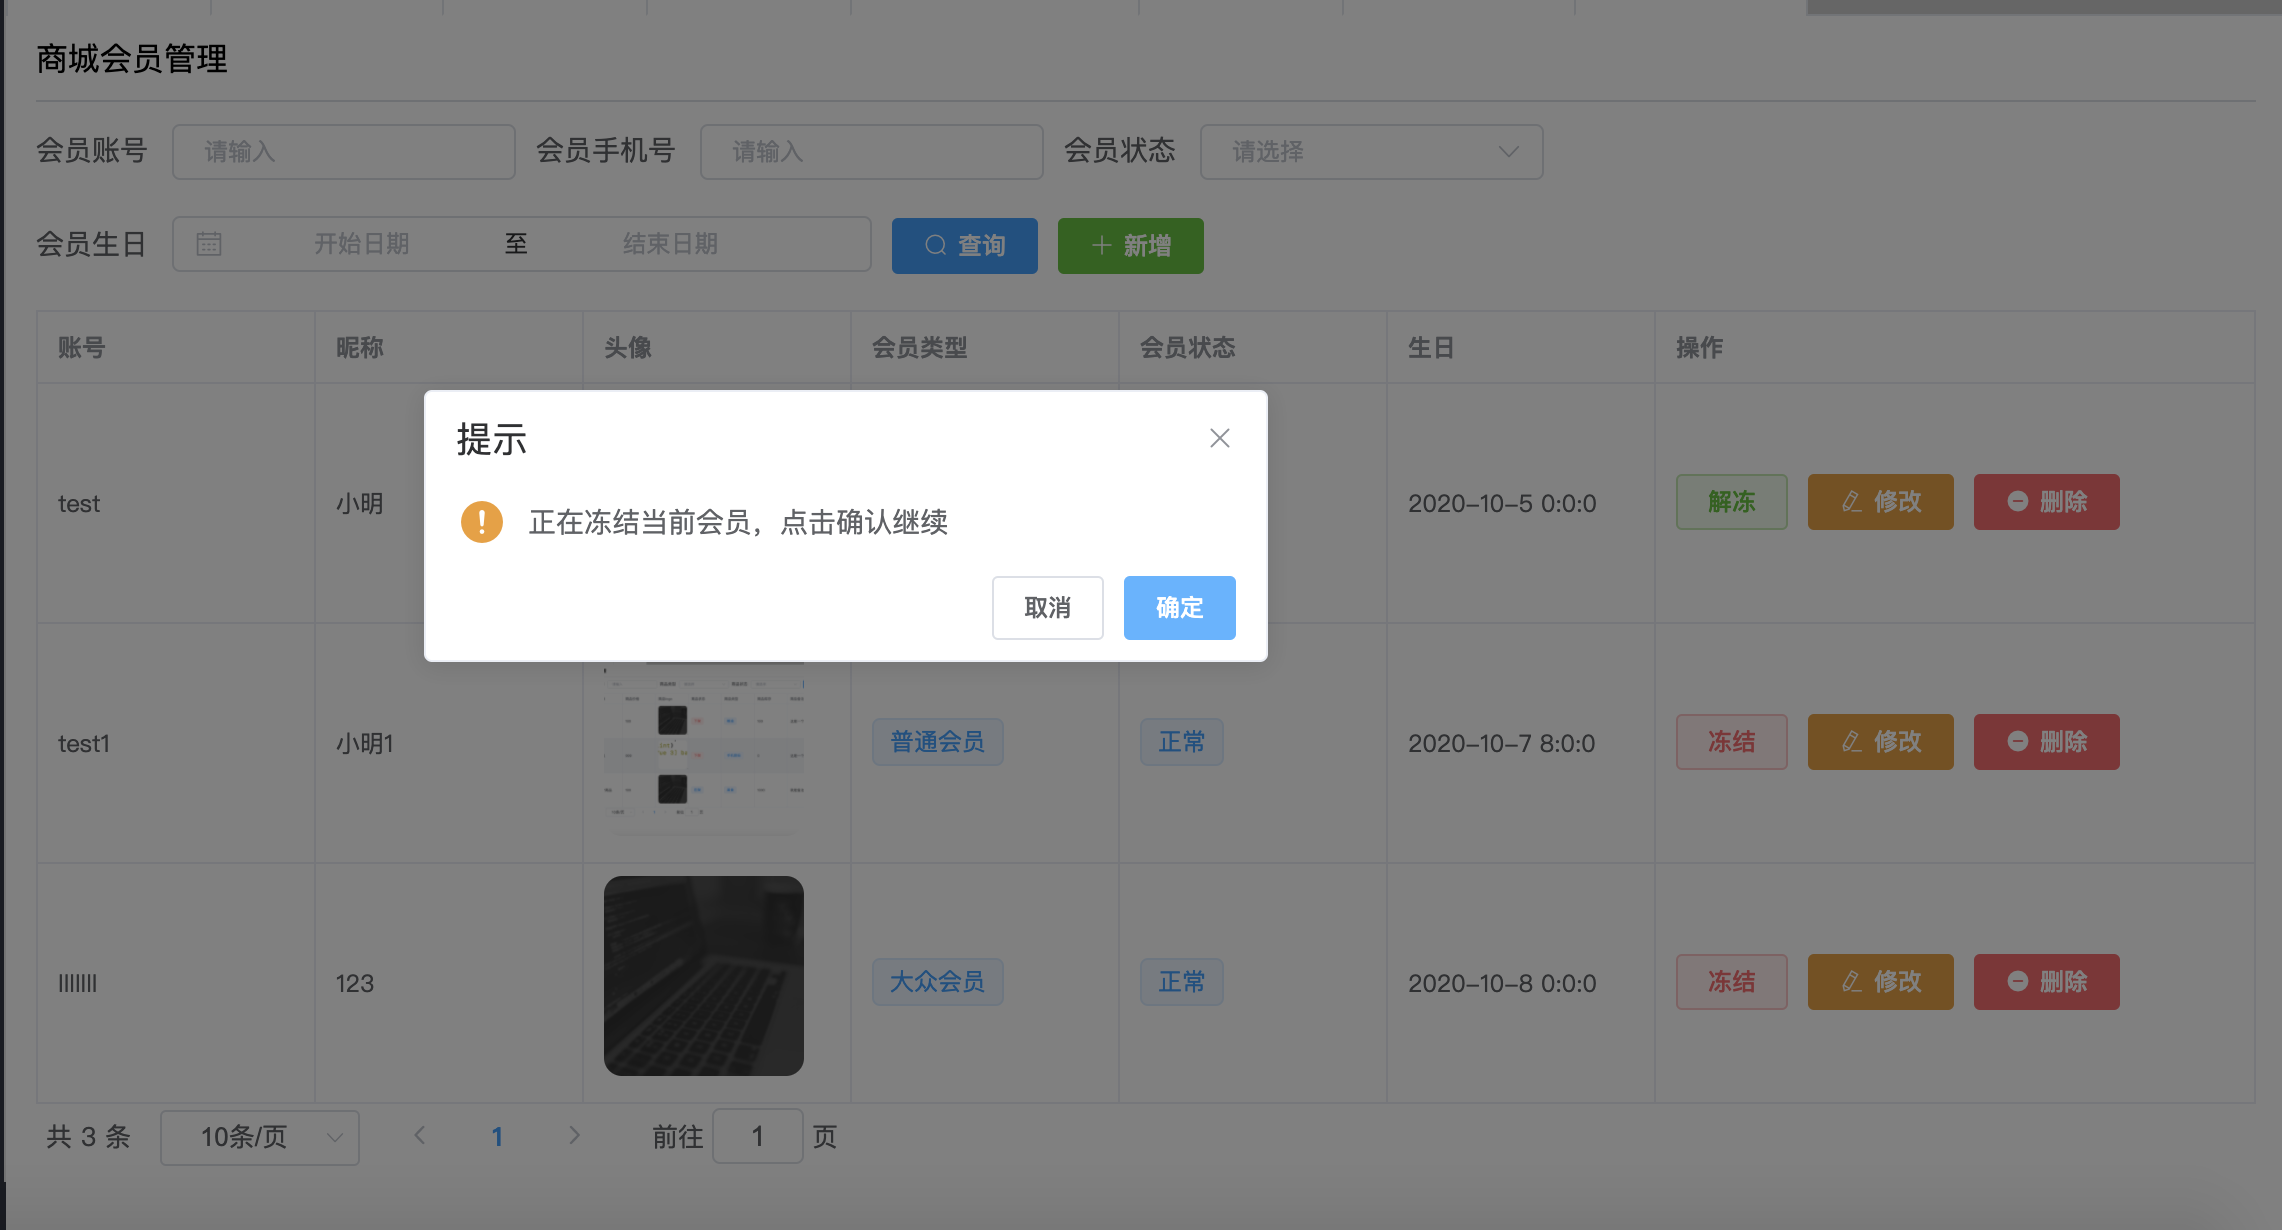 商城会员管理
会员账号 请输入 会员手机号 请输入 会员状态 请选择
会员生日 开始日期 至 结束日期 查询 新增
账号 昵称 头像 会员类型 会员状态 生日 操作
提示
正在冻结当前会员，点击确认继续
取消 确定
test 小明 2020-10-5 0:0:0 解冻 修改 删除
test1 小明1 普通会员 正常 2020-10-7 8:0:0 冻结 修改 删除
lllllll 123 大众会员 正常 2020-10-8 0:0:0 冻结 修改 删除
共 3 条 10条/页 1 前往 1 页